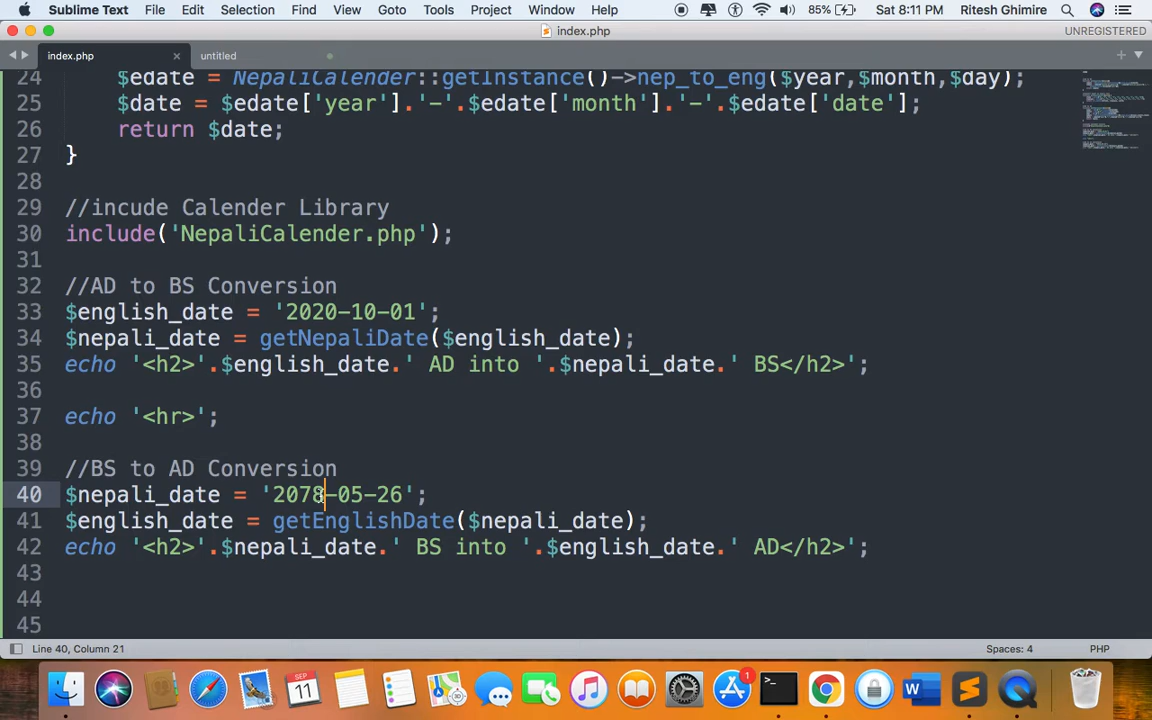 Sublime Text File Edit Selection Find View Goto Tools Project Window Help 85% Sat 8:11 PM Ritesh Ghimire
index.php UNREGISTERED
index.php untitled
24 $edate = NepaliCalender::getInstance()->nep_to_eng($year,$month,$day);
25 $date = $edate['year'].'-'.$edate['month'].'-'.$edate['date'];
26 return $date;
27 }
28
29 //incude Calender Library
30 include('NepaliCalender.php');
31
32 //AD to BS Conversion
33 $english_date = '2020-10-01';
34 $nepali_date = getNepaliDate($english_date);
35 echo '<h2>'.$english_date.' AD into '.$nepali_date.' BS</h2>';
36
37 echo '<hr>';
38
39 //BS to AD Conversion
40 $nepali_date = '2078-05-26';
41 $english_date = getEnglishDate($nepali_date);
42 echo '<h2>'.$nepali_date.' BS into '.$english_date.' AD</h2>';
43
44
45
Line 40, Column 21 Spaces: 4 PHP
SEP
11
1